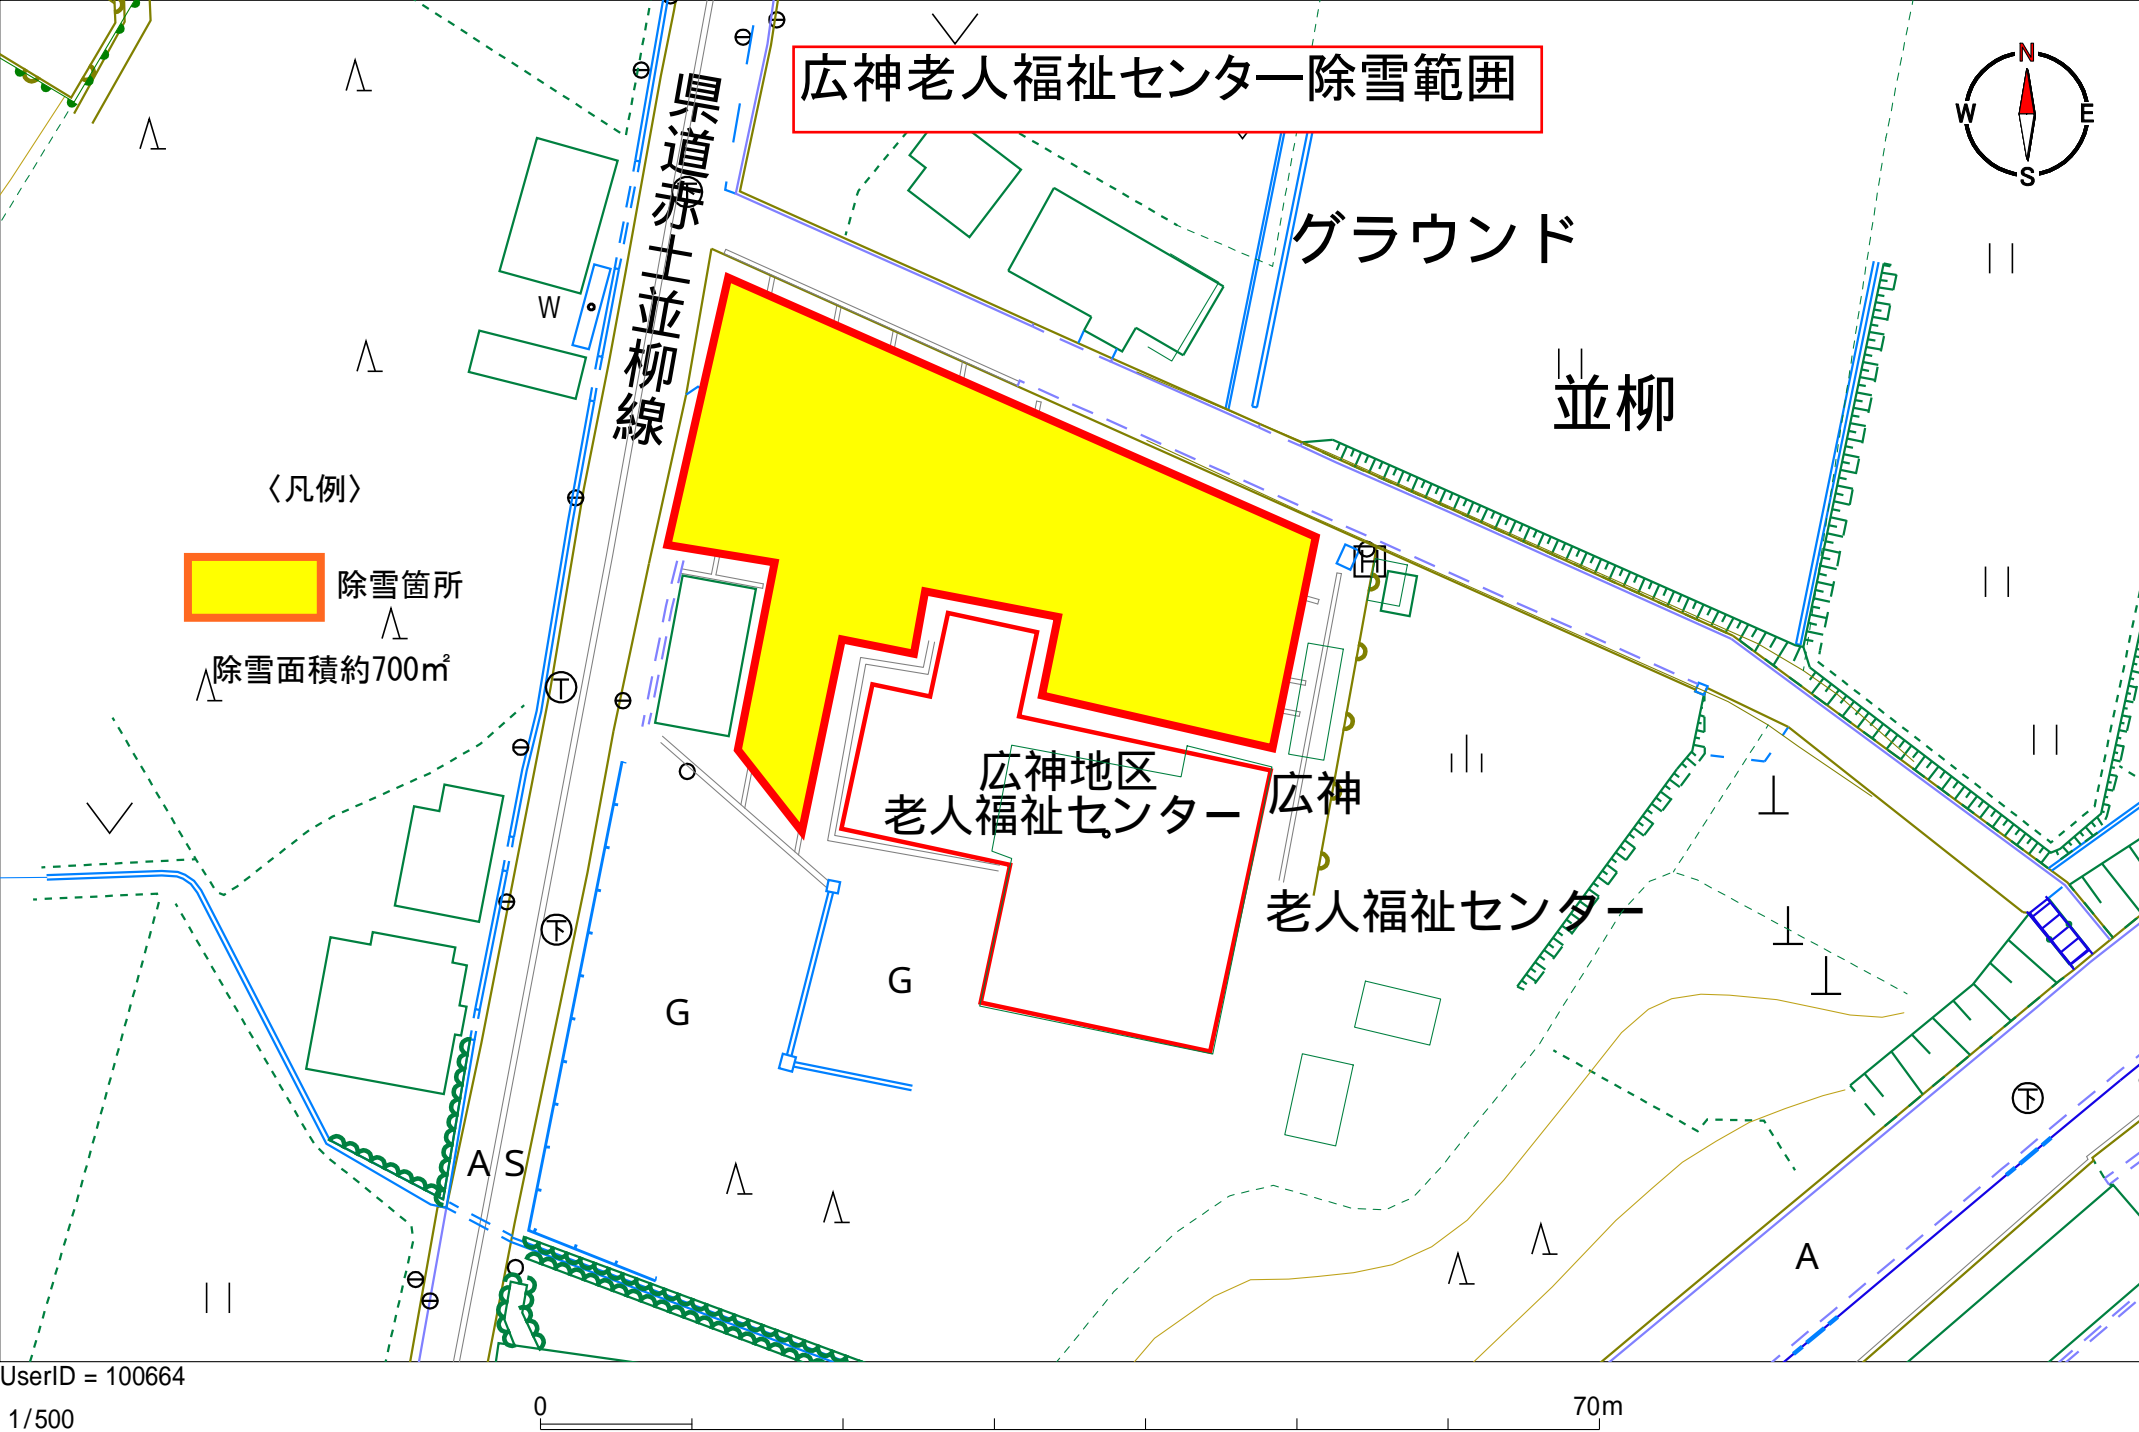 広神老人福祉センター除雪範囲
N
W
E
S
県道赤土並柳線
下
グラウンド
W
並柳
〈凡例〉
除雪箇所
除雪面積約700㎡
H
T
広神地区
老人福祉センター
広神
老人福祉センター
下
G
G
下
A S
A
UserID = 100664
1/500
0
70m